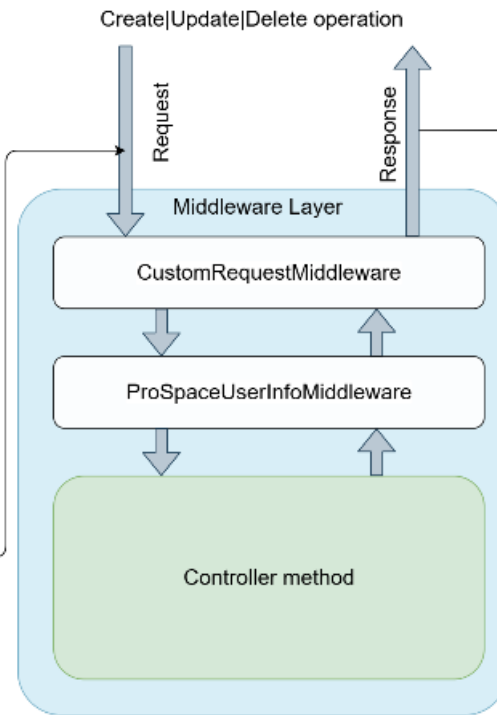 Create|Update|Delete operation
Request
Response
Middleware Layer
CustomRequestMiddleware
ProSpaceUserInfoMiddleware
Controller method